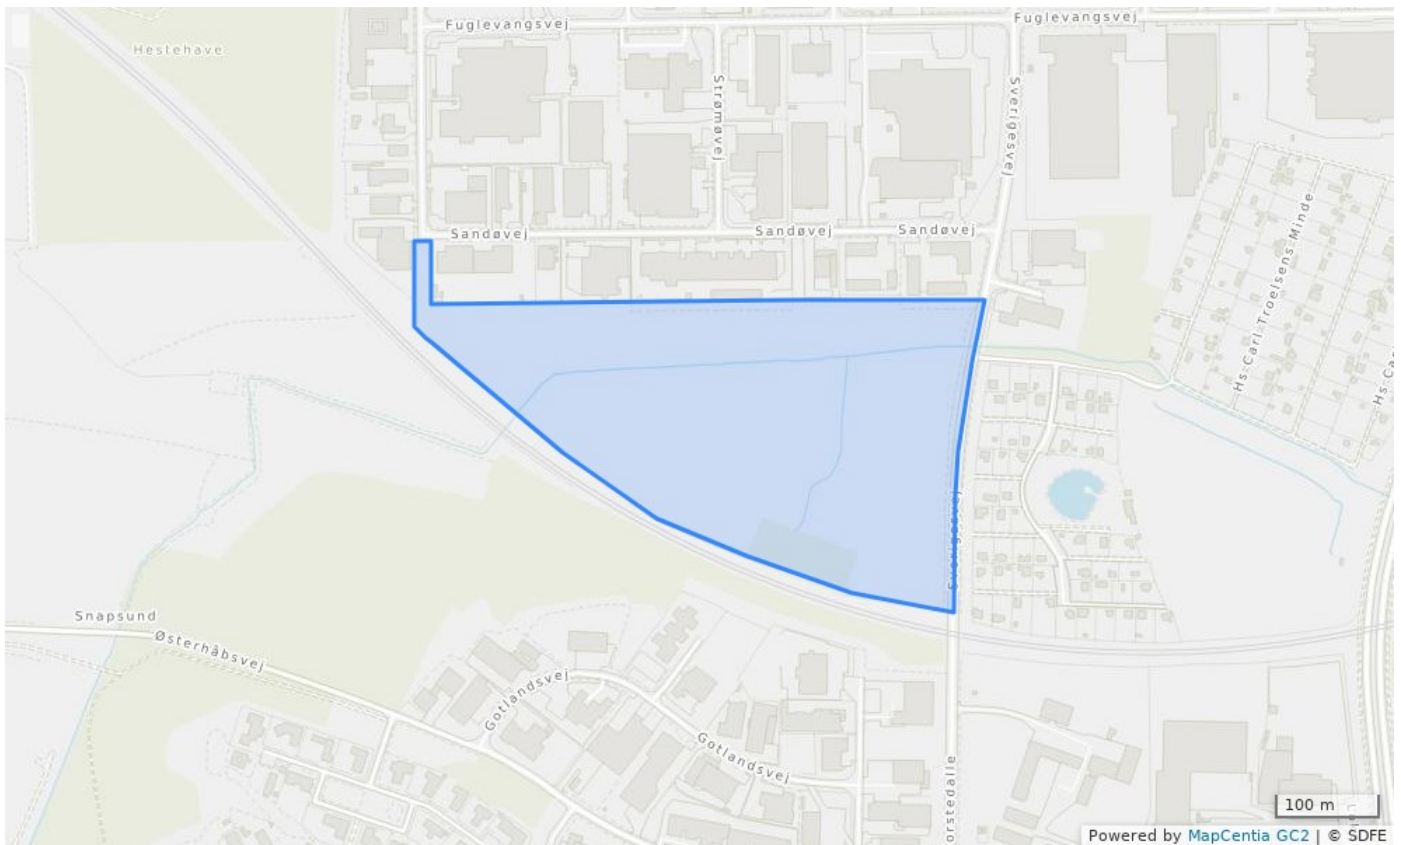 Fuglevangsvej
Fuglevangsvej
Hestehave
Strømøvej
Sverigesvej
Sandøvej
Sandøvej
Sandøvej
Hs. Carl Troelsens Minde
Sverigesvej
Snapsund
Østerhåbsvej
Gotlandsvej
Gotlandsvej
100 m
Powered by MapCentia GC2 | © SDFE